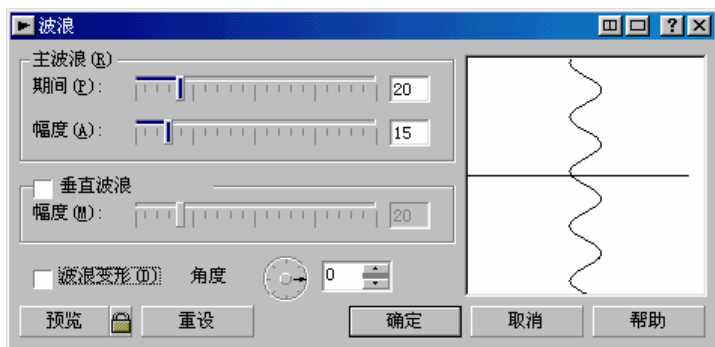 波浪
主波浪(R)
期间(P): 20
幅度(A): 15
垂直波浪
幅度(M): 20
波浪变形(D) 角度 0
预览 重设 确定 取消 帮助